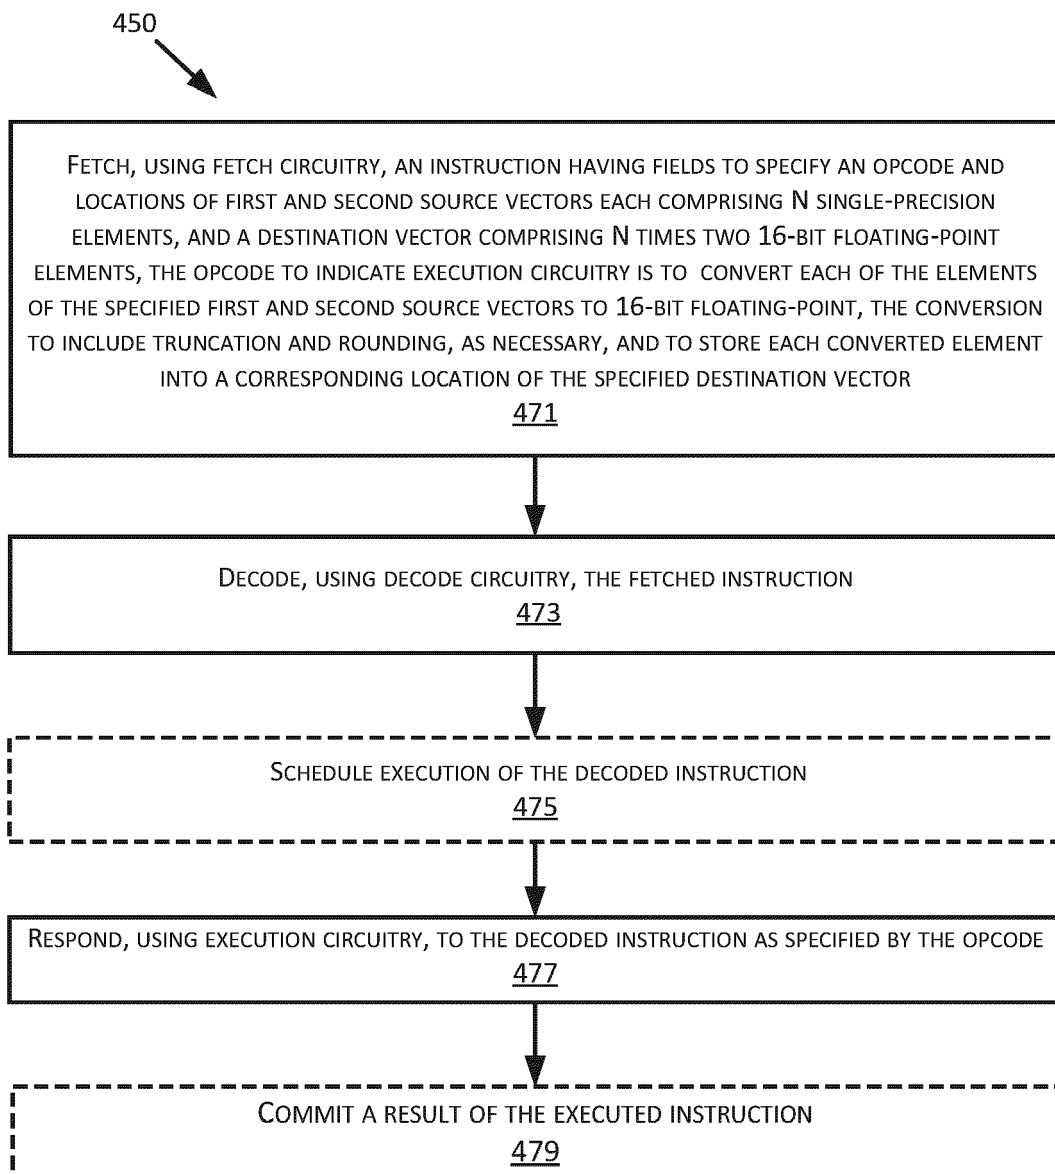 450
FETCH, USING FETCH CIRCUITRY, AN INSTRUCTION HAVING FIELDS TO SPECIFY AN OPCODE AND
LOCATIONS OF FIRST AND SECOND SOURCE VECTORS EACH COMPRISING N SINGLE-PRECISION
ELEMENTS, AND A DESTINATION VECTOR COMPRISING N TIMES TWO 16-BIT FLOATING-POINT
ELEMENTS, THE OPCODE TO INDICATE EXECUTION CIRCUITRY IS TO CONVERT EACH OF THE ELEMENTS
OF THE SPECIFIED FIRST AND SECOND SOURCE VECTORS TO 16-BIT FLOATING-POINT, THE CONVERSION
TO INCLUDE TRUNCATION AND ROUNDING, AS NECESSARY, AND TO STORE EACH CONVERTED ELEMENT
INTO A CORRESPONDING LOCATION OF THE SPECIFIED DESTINATION VECTOR
471
DECODE, USING DECODE CIRCUITRY, THE FETCHED INSTRUCTION
473
SCHEDULE EXECUTION OF THE DECODED INSTRUCTION
475
RESPOND, USING EXECUTION CIRCUITRY, TO THE DECODED INSTRUCTION AS SPECIFIED BY THE OPCODE
477
COMMIT A RESULT OF THE EXECUTED INSTRUCTION
479